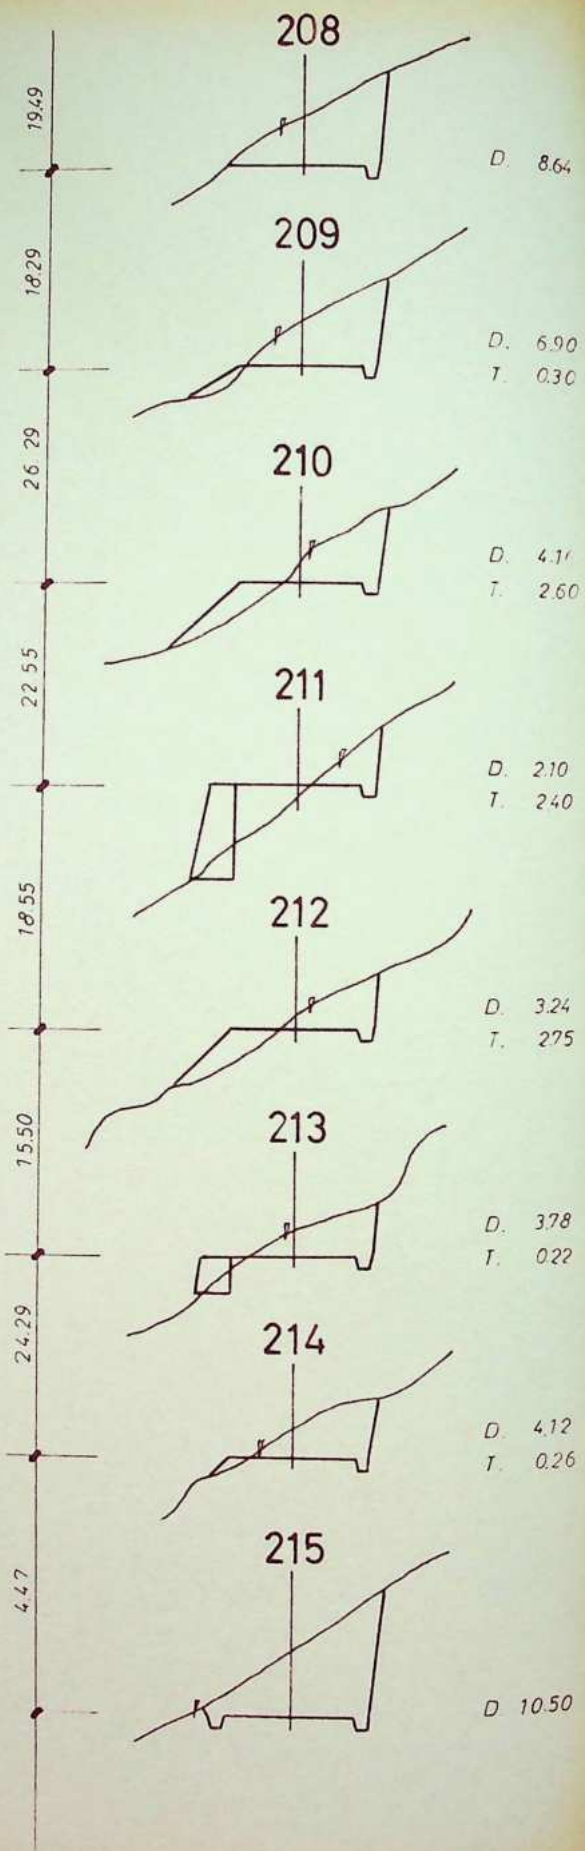 208
19.49
D. 8.64
209
18.29
D. 6.90
T. 0.30
210
26.29
D.
T. 2.60
211
22.55
D. 2.10
T. 2.40
212
18.55
D. 3.24
T. 2.75
213
15.50
D. 3.78
T. 0.22
214
24.29
D. 4.12
T. 0.26
215
4.47
D 10.50